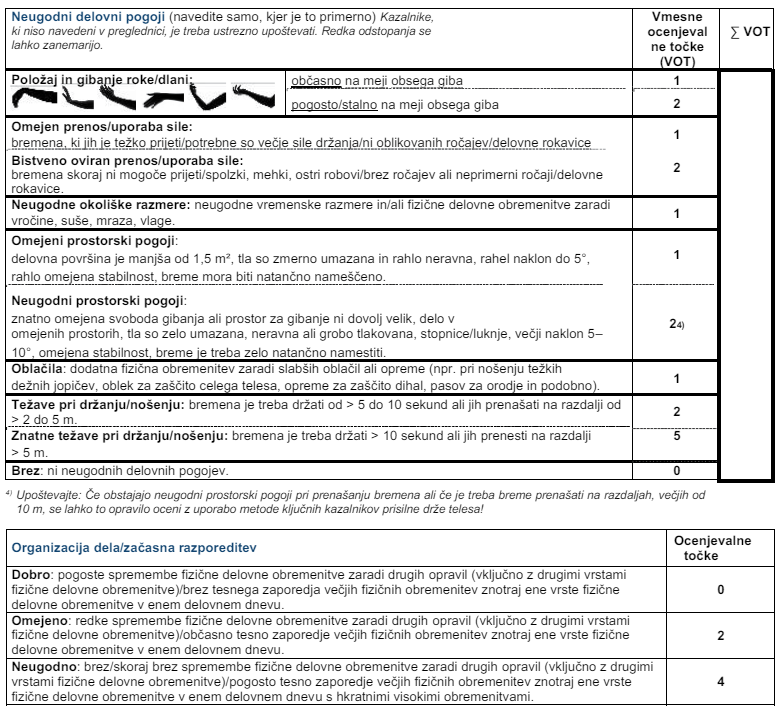 Neugodni delovni pogoji (navedite samo, kjer je to primerno) Kazalnike,
ki niso navedeni v preglednici, je treba ustrezno upoštevati. Redka odstopanja se
lahko zanemarijo.
Vmesne
ocenjeval
ne točke
(VOT)
∑ VOT
Položaj in gibanje roke/dlani:
občasno na meji obsega giba
1
pogosto/stalno na meji obsega giba
2
Omejen prenos/uporaba sile:
bremena, ki jih je težko prijeti/potrebne so večje sile držanja/ni oblikovanih ročajev/delovne rokavice
1
Bistveno oviran prenos/uporaba sile:
bremena skoraj ni mogoče prijeti/spolzki, mehki, ostri robovi/brez ročajev ali neprimerni ročaji/delovne
rokavice.
2
Neugodne okoliške razmere: neugodne vremenske razmere in/ali fizične delovne obremenitve zaradi
vročine, suše, mraza, vlage.
1
Omejeni prostorski pogoji:
delovna površina je manjša od 1,5 m², tla so zmerno umazana in rahlo neravna, rahel naklon do 5°,
rahlo omejena stabilnost, breme mora biti natančno nameščeno.
1
Neugodni prostorski pogoji:
znatno omejena svoboda gibanja ali prostor za gibanje ni dovolj velik, delo v
omejenih prostorih, tla so zelo umazana, neravna ali grobo tlakovana, stopnice/luknje, večji naklon 5–
10°, omejena stabilnost, breme je treba zelo natančno namestiti.
2 4)
Oblačila: dodatna fizična obremenitev zaradi slabših oblačil ali opreme (npr. pri nošenju težkih
dežnih jopičev, oblek za zaščito celega telesa, opreme za zaščito dihal, pasov za orodje in podobno).
1
Težave pri držanju/nošenju: bremena je treba držati od > 5 do 10 sekund ali jih prenašati na razdalji od
> 2 do 5 m.
2
Znatne težave pri držanju/nošenju: bremena je treba držati > 10 sekund ali jih prenesti na razdalji
> 5 m.
5
Brez: ni neugodnih delovnih pogojev.
0
4) Upoštevajte: Če obstajajo neugodni prostorski pogoji pri prenašanju bremena ali če je treba breme prenašati na razdaljah, večjih od
10 m, se lahko to opravilo oceni z uporabo metode ključnih kazalnikov prisilne drže telesa!
Organizacija dela/začasna razporeditev
Ocenjevalne
točke
Dobro: pogoste spremembe fizične delovne obremenitve zaradi drugih opravil (vključno z drugimi vrstami
fizične delovne obremenitve)/brez tesnega zaporedja večjih fizičnih obremenitev znotraj ene vrste fizične
delovne obremenitve v enem delovnem dnevu.
0
Omejeno: redke spremembe fizične delovne obremenitve zaradi drugih opravil (vključno z drugimi vrstami
fizične delovne obremenitve)/občasno tesno zaporedje večjih fizičnih obremenitev znotraj ene vrste fizične
delovne obremenitve v enem delovnem dnevu.
2
Neugodno: brez/skoraj brez spremembe fizične delovne obremenitve zaradi drugih opravil (vključno z drugimi
vrstami fizične delovne obremenitve)/pogosto tesno zaporedje večjih fizičnih obremenitev znotraj ene vrste
fizične delovne obremenitve v enem delovnem dnevu s hkratnimi visokimi obremenitvami.
4